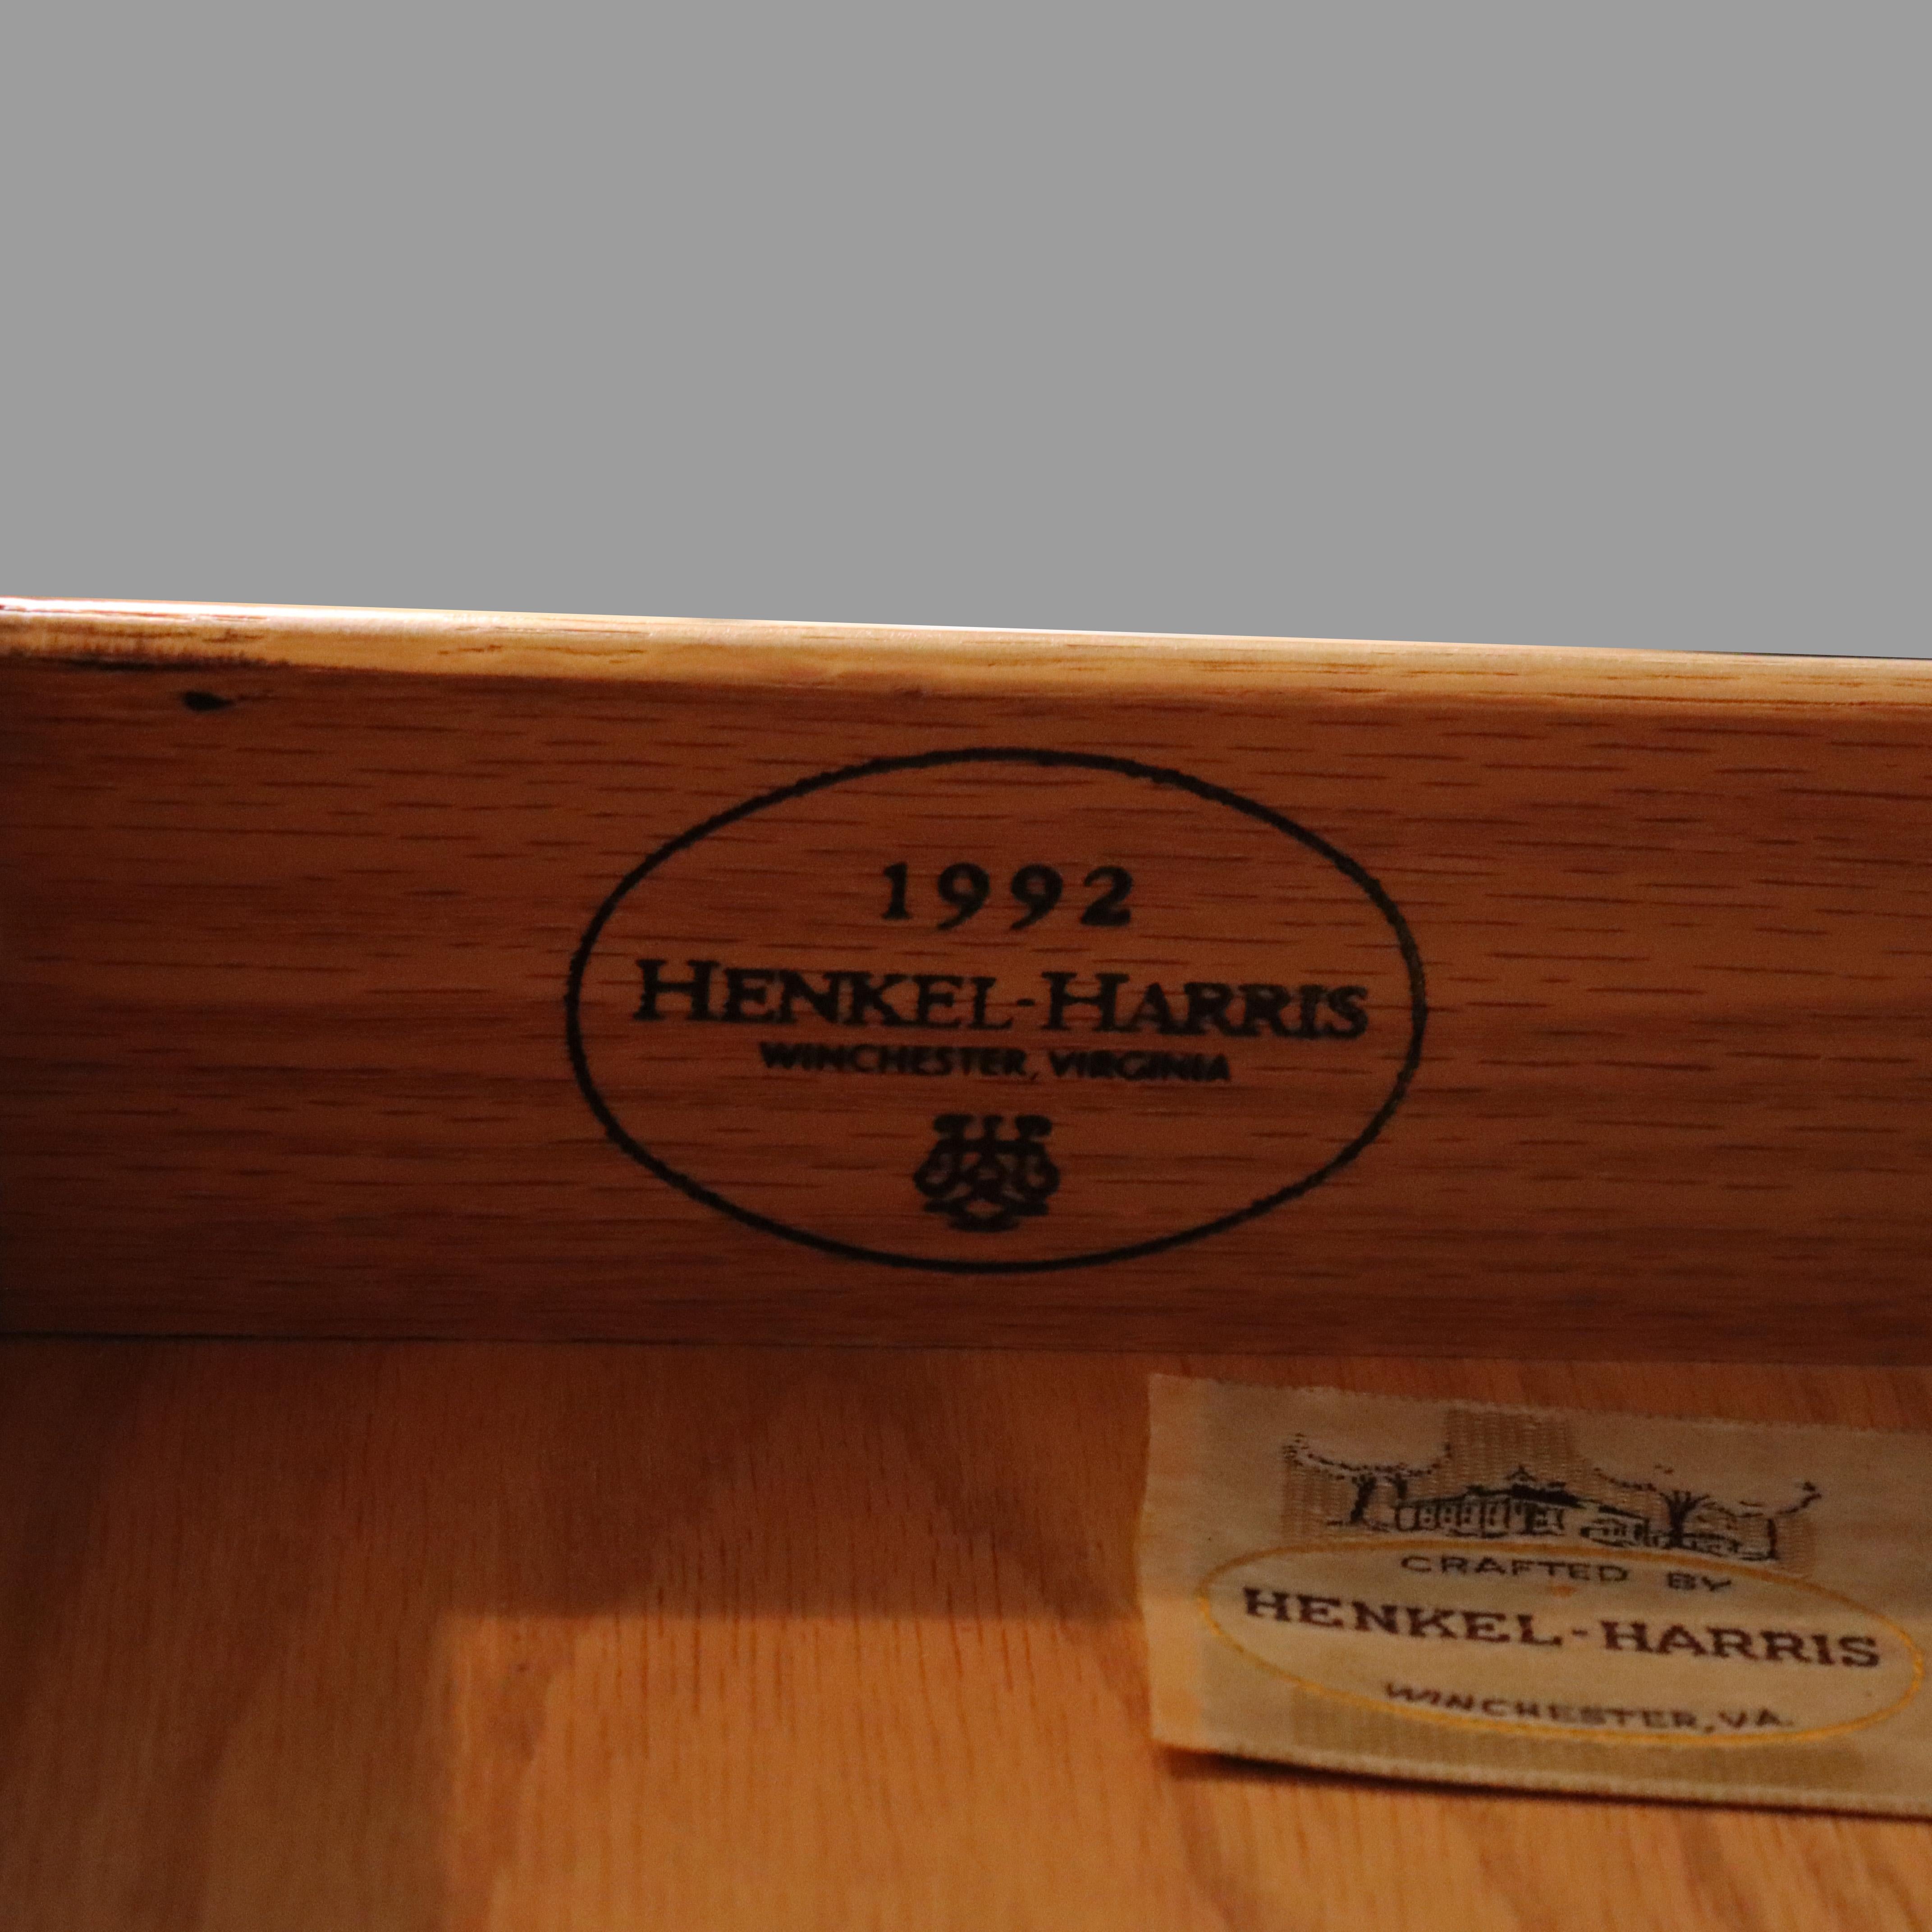 1992
HENKEL-HARRIS
WINCHESTER, VIRGINIA
CRAFTED BY
HENKEL-HARRIS
WINCHESTER, VA.